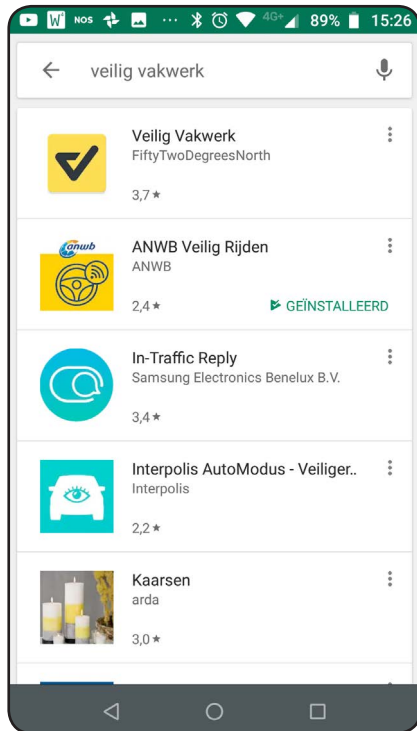 W NOS 4G+ 89% 15:26
veilig vakwerk
Veilig Vakwerk
FiftyTwoDegreesNorth
3,7★
anwb
ANWB Veilig Rijden
ANWB
2,4★ GEÏNSTALLEERD
In-Traffic Reply
Samsung Electronics Benelux B.V.
3,4★
Interpolis AutoModus - Veiliger..
Interpolis
2,2★
Kaarsen
arda
3,0★